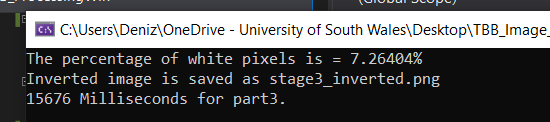 (Global Scope)
C:\Users\Deniz\OneDrive - University of South Wales\Desktop\TBB_Image_
The percentage of white pixels is = 7.26404%
Inverted image is saved as stage3_inverted.png
15676 Milliseconds for part3.